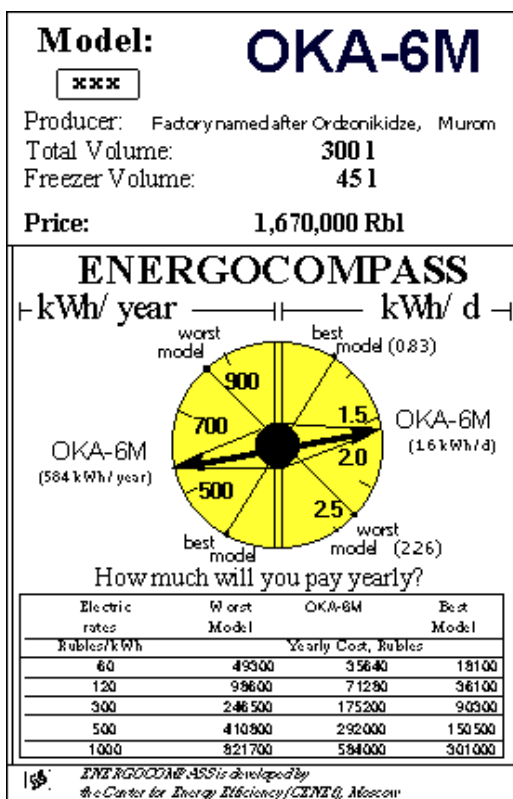 Model: OKA-6M
xxx
Producer: Factory named after Ordzonikidze, Murom
Total Volume: 300 l
Freezer Volume: 45 l
Price: 1,670,000 Rbl
ENERGOCOMPASS
kWh/ year kWh/ d
worst model
best model (0.83)
900
700
500
1.5
2.0
2.5
OKA-6M
(1.6 kWh/d)
OKA-6M
(584 kWh/ year)
best model
worst model (2.26)
How much will you pay yearly?
Electric rates Worst Model OKA-6M Best Model
Rubles/kWh Yearly Cost, Rubles
60 49300 35640 18100
120 98600 71280 36100
300 246500 175200 90300
500 410800 292000 150500
1000 821700 584000 301000
ENERGOCOMPASS is developed by
the Center for Energy Efficiency (CENEf), Moscow